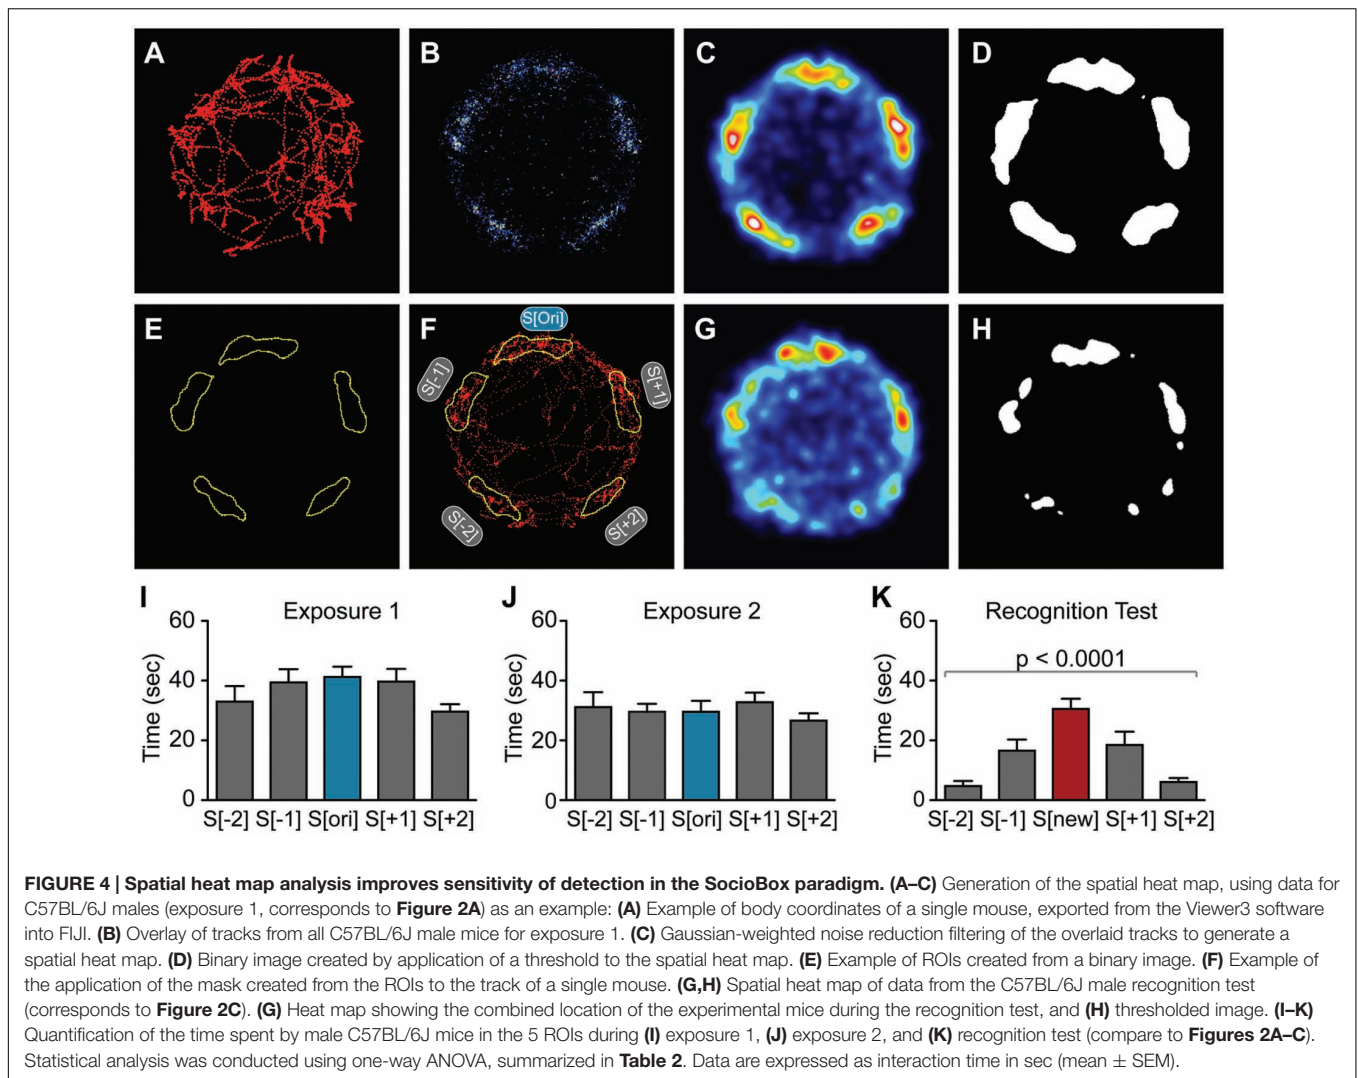 A
B
C
D
E
F
S[Ori]
S[-1]
S[+1]
S[-2]
S[+2]
G
H
I
Exposure 1
60
40
20
0
Time (sec)
S[-2] S[-1] S[ori] S[+1] S[+2]
J
Exposure 2
60
40
20
0
Time (sec)
S[-2] S[-1] S[ori] S[+1] S[+2]
K
Recognition Test
p < 0.0001
60
40
20
0
Time (sec)
S[-2] S[-1] S[new] S[+1] S[+2]
FIGURE 4 | Spatial heat map analysis improves sensitivity of detection in the SocioBox paradigm. (A–C) Generation of the spatial heat map, using data for
C57BL/6J males (exposure 1, corresponds to Figure 2A) as an example: (A) Example of body coordinates of a single mouse, exported from the Viewer3 software
into FIJI. (B) Overlay of tracks from all C57BL/6J male mice for exposure 1. (C) Gaussian-weighted noise reduction filtering of the overlaid tracks to generate a
spatial heat map. (D) Binary image created by application of a threshold to the spatial heat map. (E) Example of ROIs created from a binary image. (F) Example of
the application of the mask created from the ROIs to the track of a single mouse. (G,H) Spatial heat map of data from the C57BL/6J male recognition test
(corresponds to Figure 2C). (G) Heat map showing the combined location of the experimental mice during the recognition test, and (H) thresholded image. (I–K)
Quantification of the time spent by male C57BL/6J mice in the 5 ROIs during (I) exposure 1, (J) exposure 2, and (K) recognition test (compare to Figures 2A–C).
Statistical analysis was conducted using one-way ANOVA, summarized in Table 2. Data are expressed as interaction time in sec (mean ± SEM).